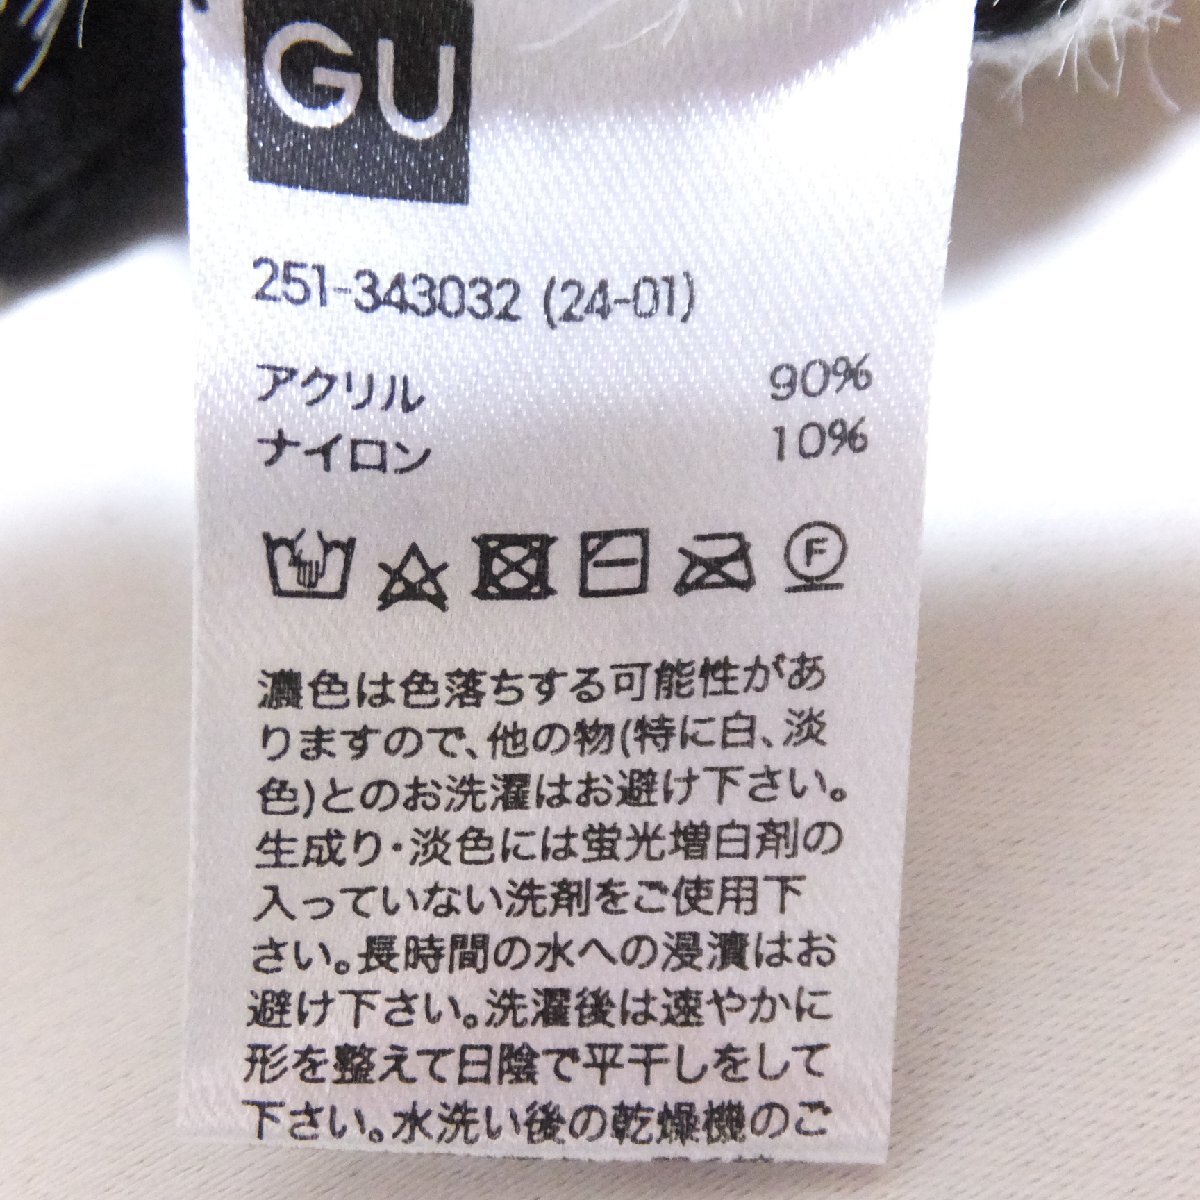 GU
251-343032 (24-01)
アクリル 90%
ナイロン 10%
F
濃色は色落ちする可能性があ
りますので､他の物(特に白､淡
色)とのお洗濯はお避け下さい。
生成り･淡色には蛍光増白剤の
入っていない洗剤をご使用下
さい。長時間の水への浸漬はお
避け下さい。洗濯後は速やかに
形を整えて日陰で平干しをして
下さい。水洗い後の乾燥機のご